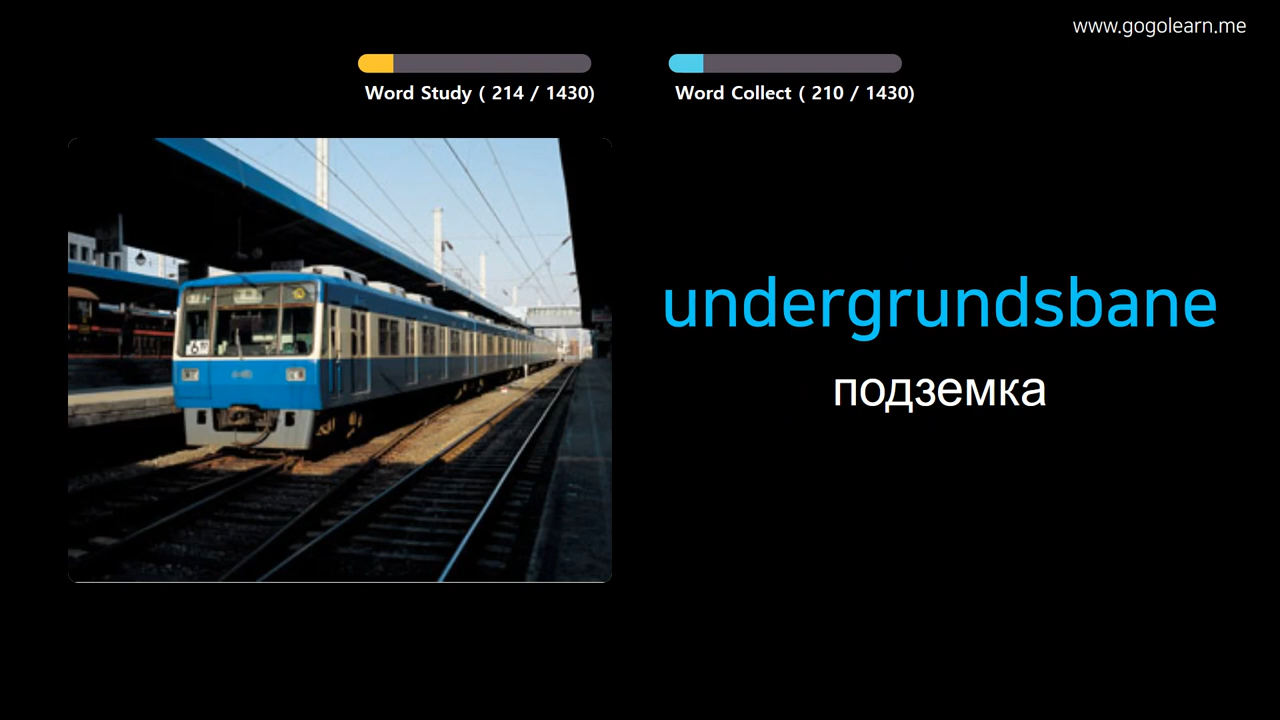 www.gogolearn.me
Word Study ( 214 / 1430)
Word Collect ( 210 / 1430)
undergrundsbane
подземка